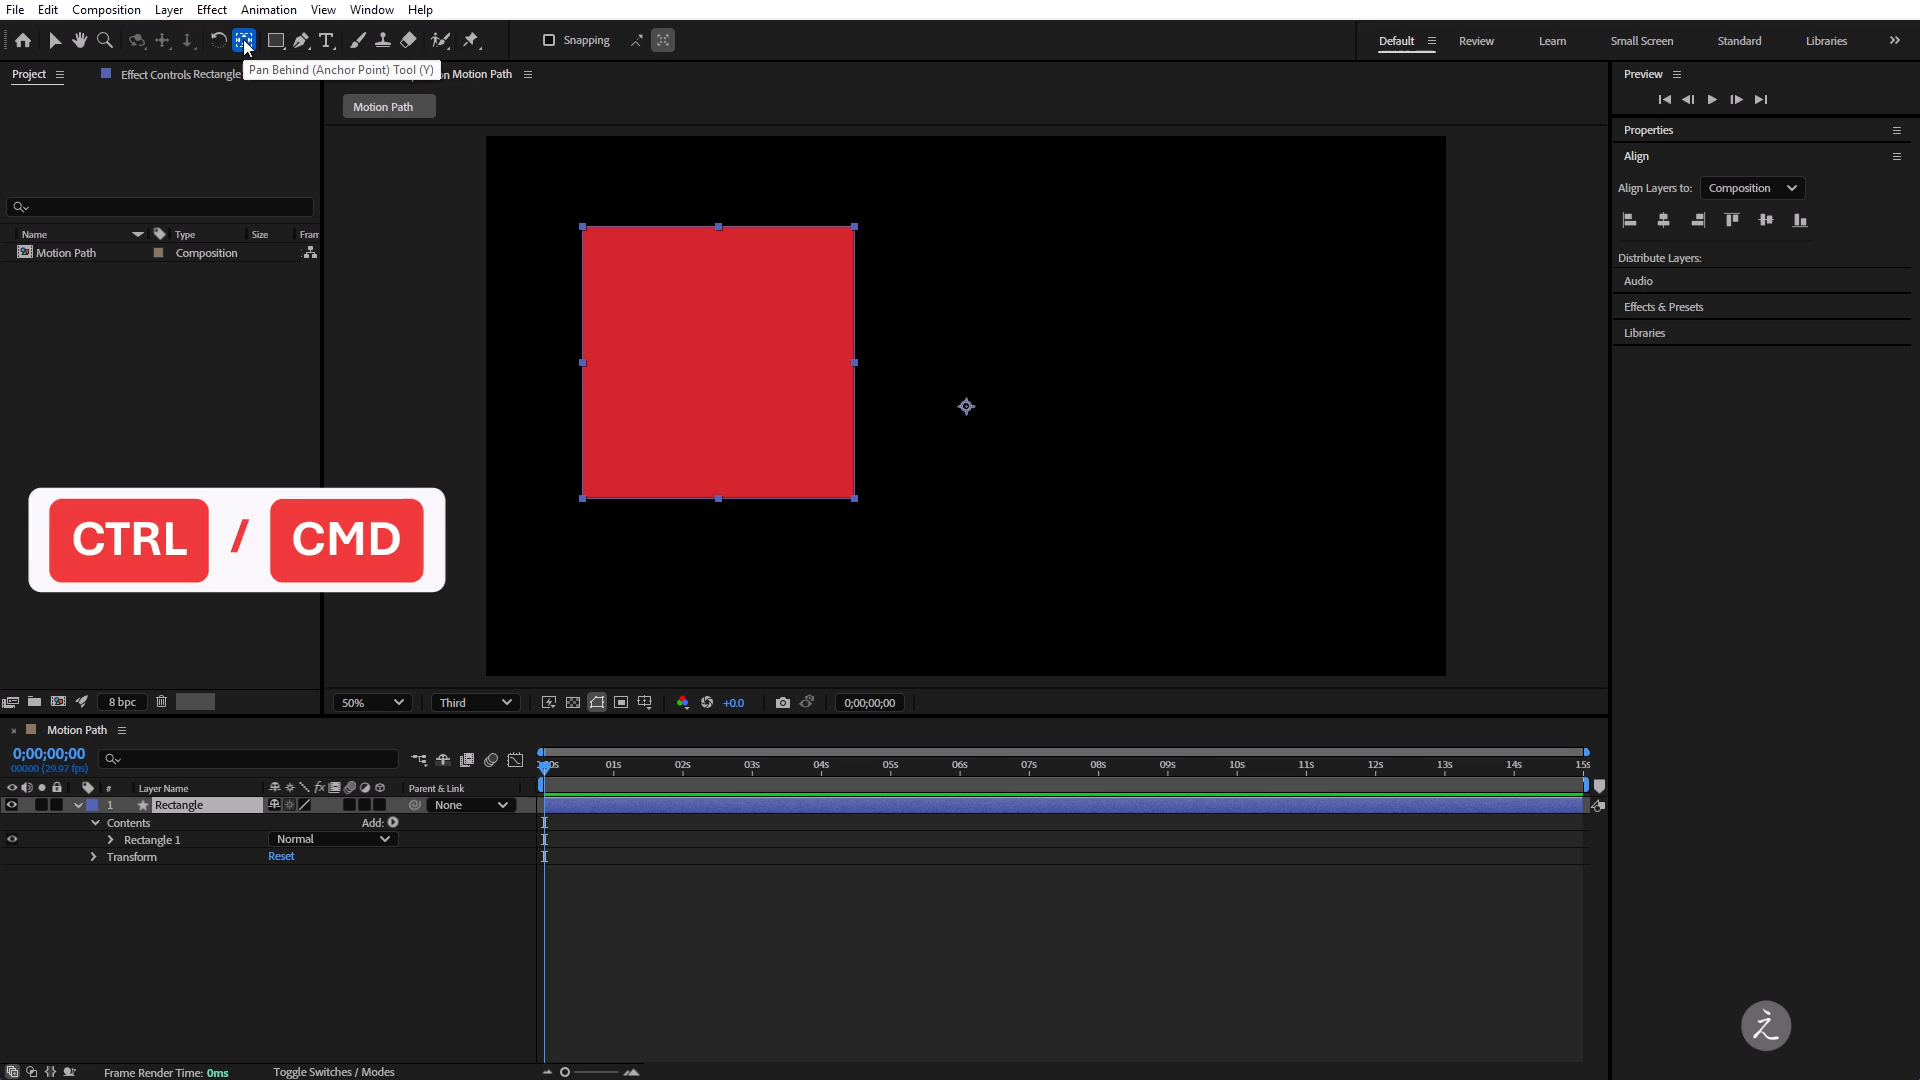 File Edit Composition Layer Effect Animation View Window Help
Snapping
Default Review Learn Small Screen Standard Libraries
Pan Behind (Anchor Point) Tool (Y)
Project Effect Controls Rectangle n Motion Path
Motion Path
Name Type Size Fram
Motion Path Composition
CTRL / CMD
Preview
Properties
Align
Align Layers to: Composition
Distribute Layers:
Audio
Effects & Presets
Libraries
8 bpc
50% Third +0.0 0;00;00;00
Motion Path
0;00;00;00
00000 (29.97 fps)
00s 01s 02s 03s 04s 05s 06s 07s 08s 09s 10s 11s 12s 13s 14s 15s
# Layer Name Parent & Link
1 Rectangle None
Contents Add:
Rectangle 1 Normal
Transform Reset
Frame Render Time: 0ms Toggle Switches / Modes